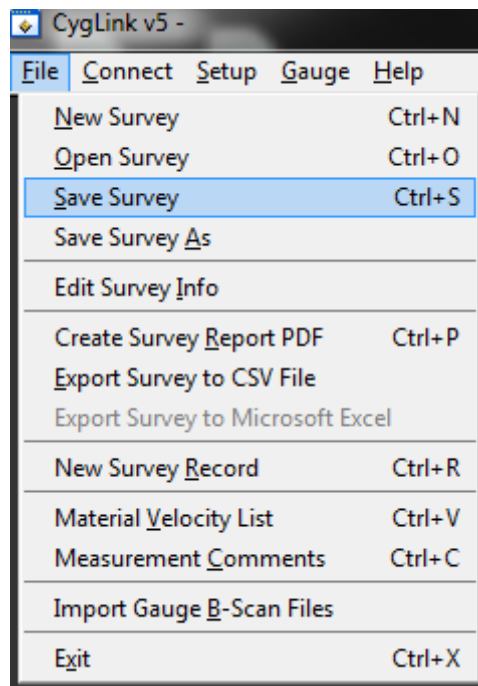 CygLink v5 -
File Connect Setup Gauge Help
New Survey Ctrl+N
Open Survey Ctrl+O
Save Survey Ctrl+S
Save Survey As
Edit Survey Info
Create Survey Report PDF Ctrl+P
Export Survey to CSV File
Export Survey to Microsoft Excel
New Survey Record Ctrl+R
Material Velocity List Ctrl+V
Measurement Comments Ctrl+C
Import Gauge B-Scan Files
Exit Ctrl+X